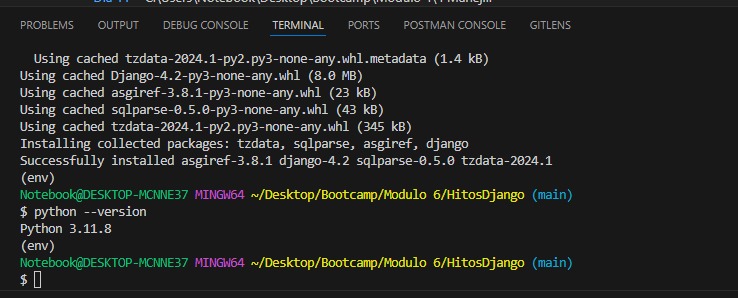 PROBLEMS OUTPUT DEBUG CONSOLE TERMINAL PORTS POSTMAN CONSOLE GITLENS
Using cached tzdata-2024.1-py2.py3-none-any.whl.metadata (1.4 kB)
Using cached Django-4.2-py3-none-any.whl (8.0 MB)
Using cached asgiref-3.8.1-py3-none-any.whl (23 kB)
Using cached sqlparse-0.5.0-py3-none-any.whl (43 kB)
Using cached tzdata-2024.1-py2.py3-none-any.whl (345 kB)
Installing collected packages: tzdata, sqlparse, asgiref, django
Successfully installed asgiref-3.8.1 django-4.2 sqlparse-0.5.0 tzdata-2024.1
(env)
Notebook@DESKTOP-MCNNE37 MINGW64 ~/Desktop/Bootcamp/Modulo 6/HitosDjango (main)
$ python --version
Python 3.11.8
(env)
Notebook@DESKTOP-MCNNE37 MINGW64 ~/Desktop/Bootcamp/Modulo 6/HitosDjango (main)
$